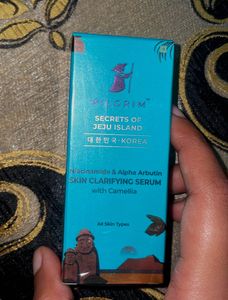 PILGRIM
SECRETS OF
JEJU ISLAND
대한민국·KOREA
Niacinamide & Alpha Arbutin
SKIN CLARIFYING SERUM
with Camellia
All Skin Types